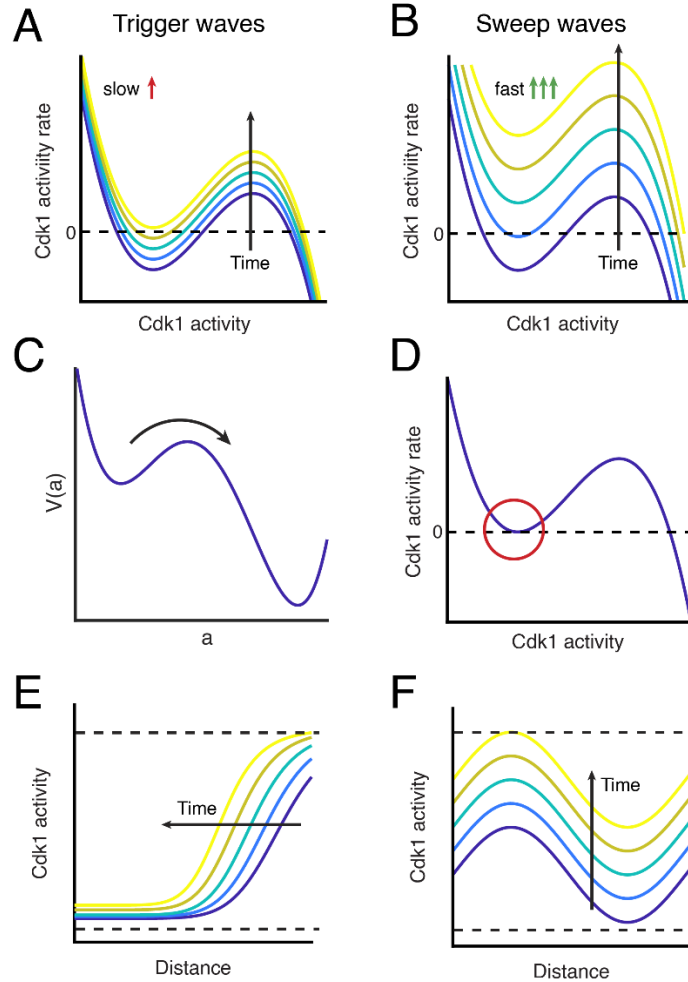 A
Trigger waves
slow
Cdk1 activiity rate
0
Time
Cdk1 activity
B
Sweep waves
fast
Cdk1 activity rate
0
Time
Cdk1 activity
C
V(a)
a
D
Cdk1 activity rate
0
Cdk1 activity
E
Time
Cdk1 activity
Distance
F
Time
Cdk1 activity
Distance